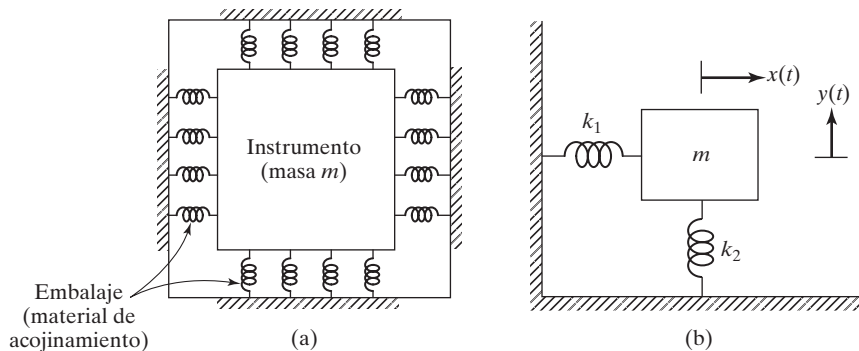 Instrumento
(masa m)
Embalaje
(material de
acojinamiento)
(a)
x(t)
y(t)
k1
m
k2
(b)